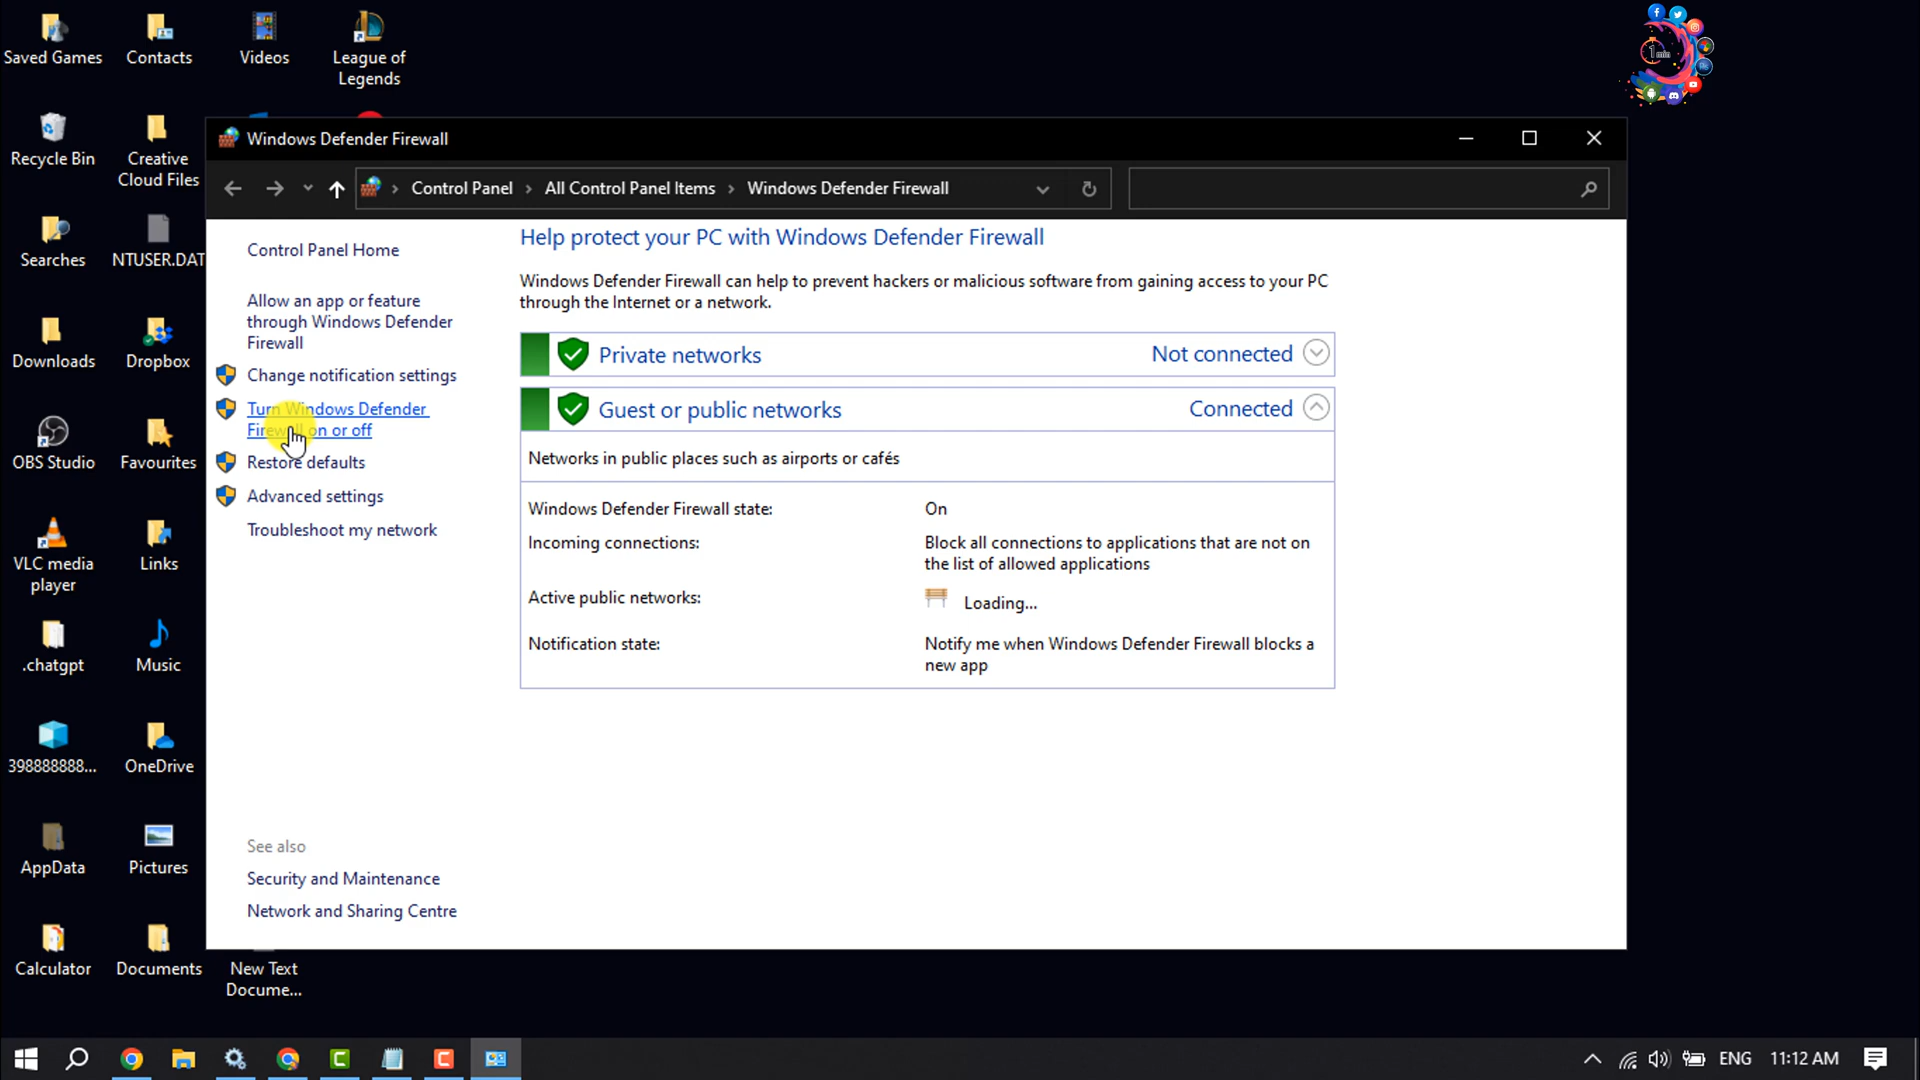 Saved Games
Contacts
Videos
League of
Legends
1 min
Recycle Bin
Creative
Cloud Files
Searches
NTUSER.DAT
Downloads
Dropbox
OBS Studio
Favourites
VLC media
player
Links
.chatgpt
Music
398888888...
OneDrive
AppData
Pictures
Calculator
Documents
New Text
Docume...
Windows Defender Firewall
Control Panel
All Control Panel Items
Windows Defender Firewall
Control Panel Home
Allow an app or feature
through Windows Defender
Firewall
Change notification settings
Turn Windows Defender
Firewall on or off
Restore defaults
Advanced settings
Troubleshoot my network
See also
Security and Maintenance
Network and Sharing Centre
Help protect your PC with Windows Defender Firewall
Windows Defender Firewall can help to prevent hackers or malicious software from gaining access to your PC
through the Internet or a network.
Private networks
Not connected
Guest or public networks
Connected
Networks in public places such as airports or cafés
Windows Defender Firewall state:
On
Incoming connections:
Block all connections to applications that are not on
the list of allowed applications
Active public networks:
Loading...
Notification state:
Notify me when Windows Defender Firewall blocks a
new app
ENG
11:12 AM